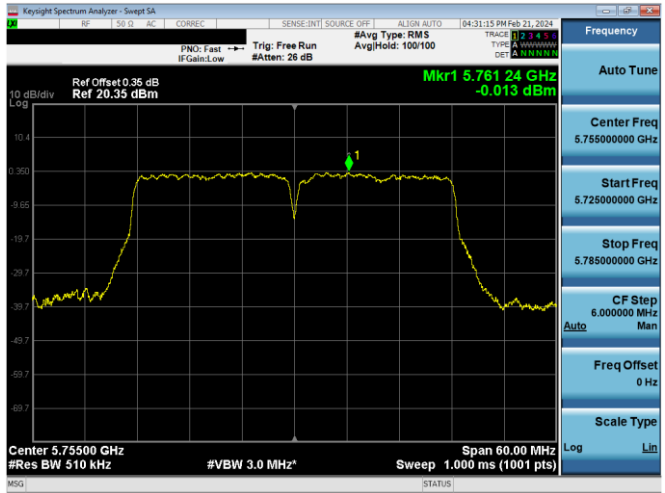 Keysight Spectrum Analyzer - Swept SA
RF 50 Ω AC CORREC SENSE:INT SOURCE OFF ALIGN AUTO 04:31:15 PM Feb 21, 2024
#Avg Type: RMS TRACE 1 2 3 4 5 6
PNO: Fast Trig: Free Run Avg|Hold: 100/100 TYPE A WWWWW
IFGain:Low #Atten: 26 dB DET A N N N N N
Ref Offset 0.35 dB
Mkr1 5.761 24 GHz
10 dB/div Ref 20.35 dBm -0.013 dBm
Log
10.4
1
0.350
-9.65
-19.7
-29.7
-39.7
-49.7
-59.7
-69.7
Center 5.75500 GHz Span 60.00 MHz
#Res BW 510 kHz #VBW 3.0 MHz* Sweep 1.000 ms (1001 pts)
MSG STATUS
Frequency
Auto Tune
Center Freq
5.755000000 GHz
Start Freq
5.725000000 GHz
Stop Freq
5.785000000 GHz
CF Step
6.000000 MHz
Auto Man
Freq Offset
0 Hz
Scale Type
Log Lin